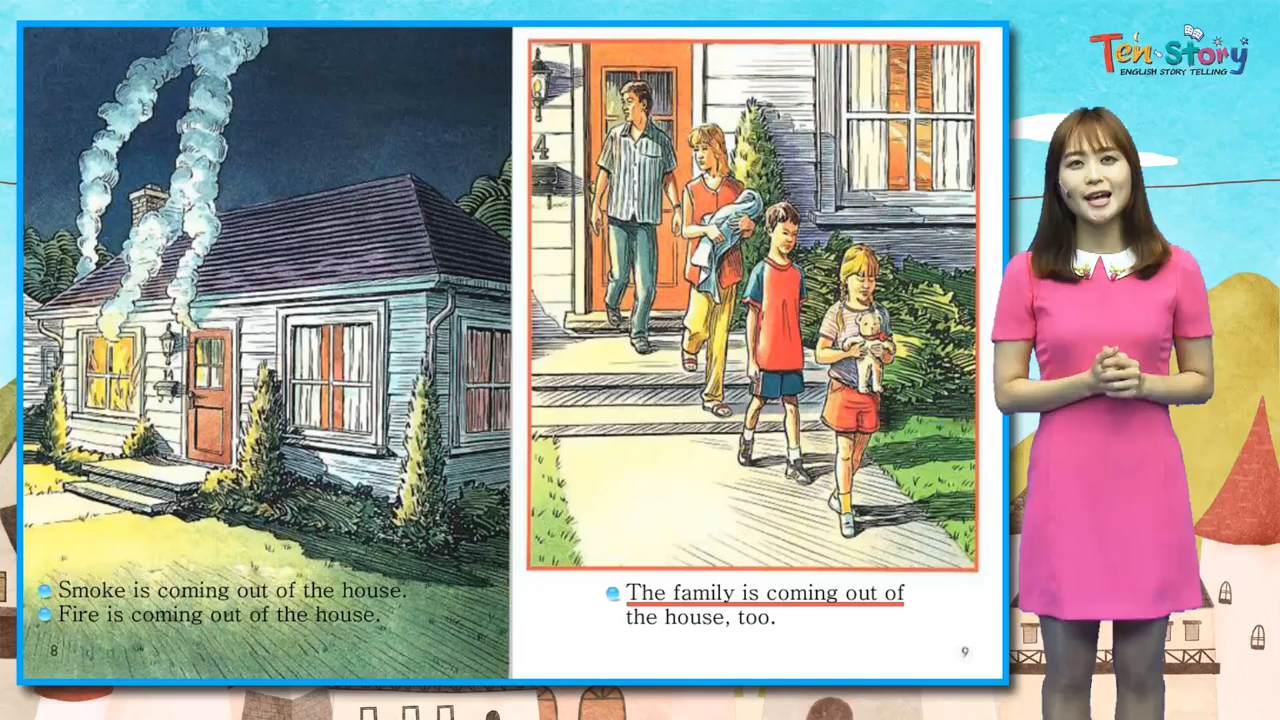 Ten Story
ENGLISH STORY TELLING
4
Smoke is coming out of the house.
Fire is coming out of the house.
8
The family is coming out of
the house, too.
9